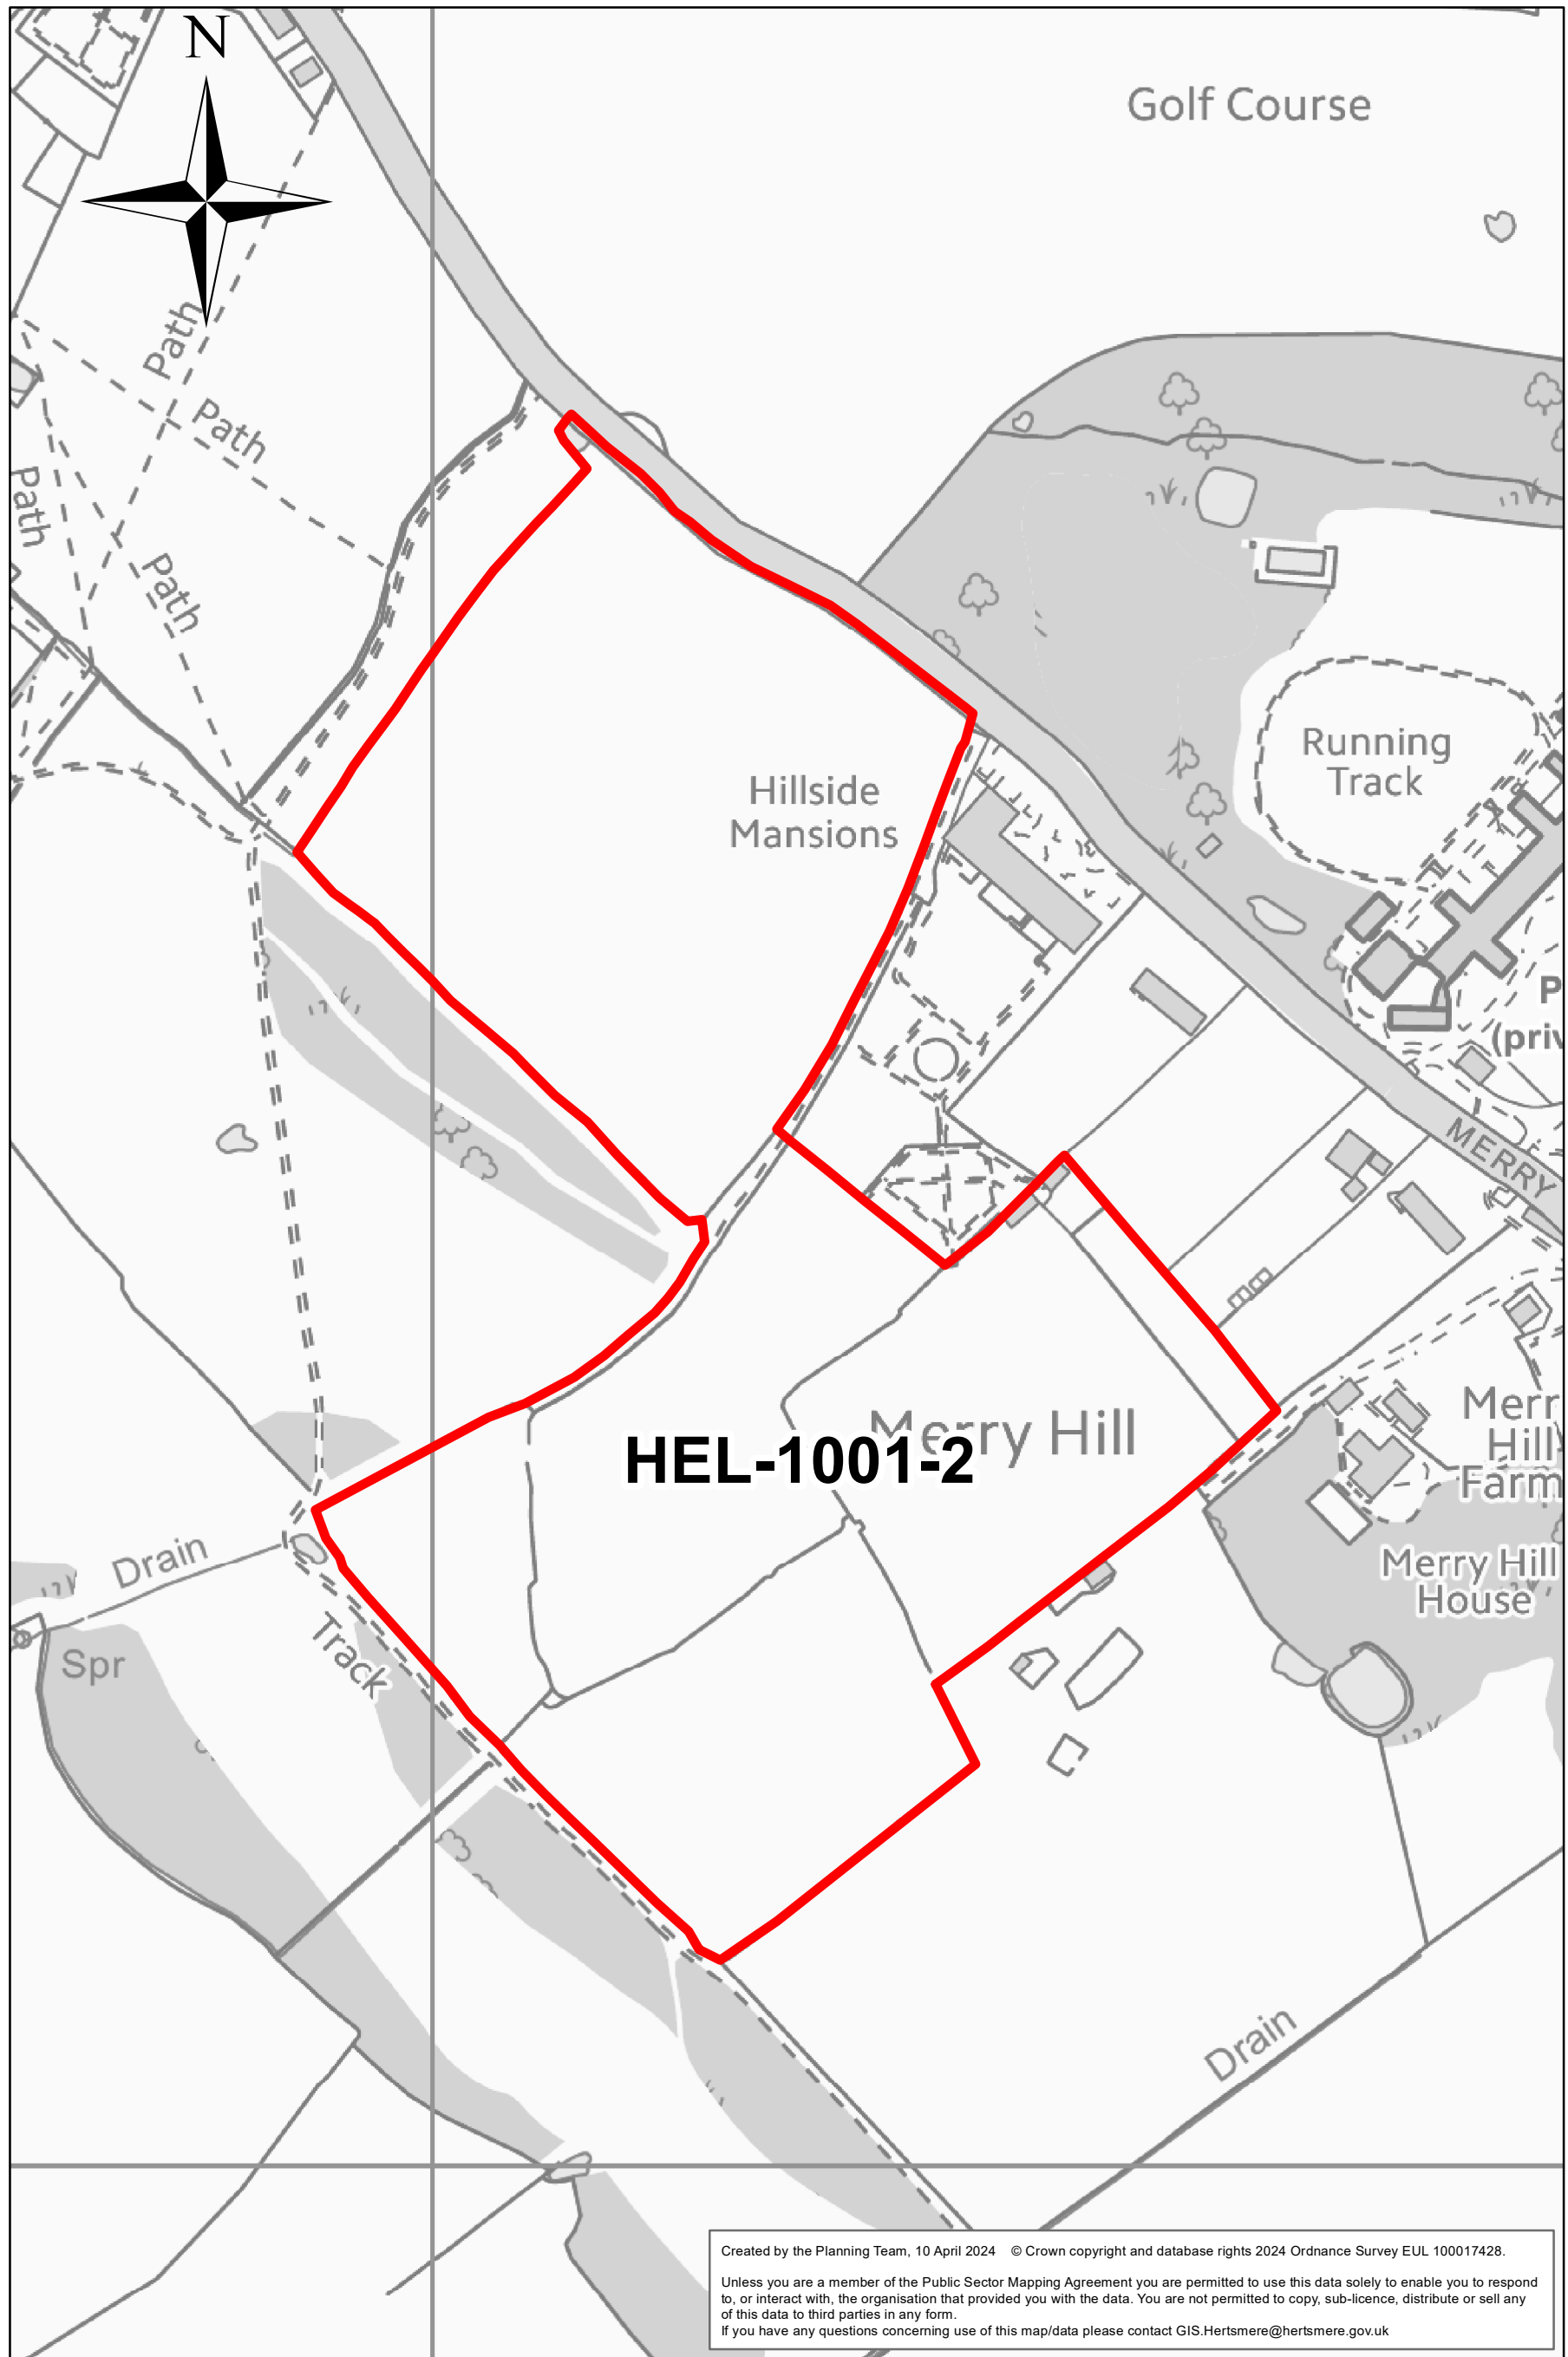 N
Golf Course
Path
Path
Path
Path
Running
Track
Hillside
Mansions
P
(priv
MERRY
Merry Hill
HEL-1001-2
Merr
Hill
Farm
Merry Hill
House
Drain
Track
Spr
Drain
Created by the Planning Team, 10 April 2024 © Crown copyright and database rights 2024 Ordnance Survey EUL 100017428.
Unless you are a member of the Public Sector Mapping Agreement you are permitted to use this data solely to enable you to respond
to, or interact with, the organisation that provided you with the data. You are not permitted to copy, sub-licence, distribute or sell any
of this data to third parties in any form.
If you have any questions concerning use of this map/data please contact GIS.Hertsmere@hertsmere.gov.uk